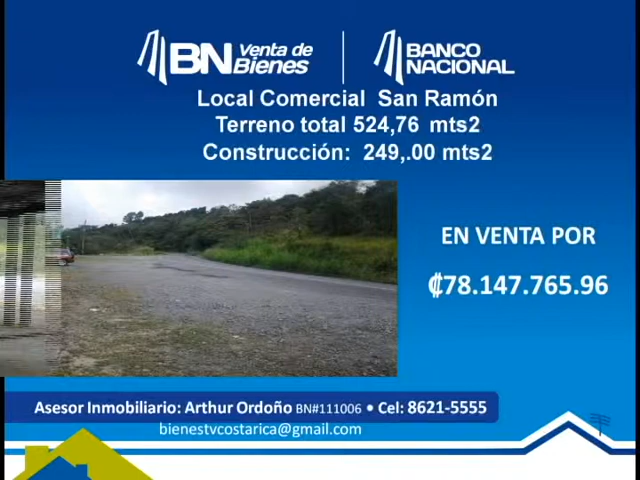 BN Venta de Bienes
BANCO NACIONAL
Local Comercial San Ramón
Terreno total 524,76 mts2
Construcción: 249,.00 mts2
EN VENTA POR
₡78.147.765.96
Asesor Inmobiliario: Arthur Ordoño BN#111006 • Cel: 8621-5555
bienestvcostarica@gmail.com